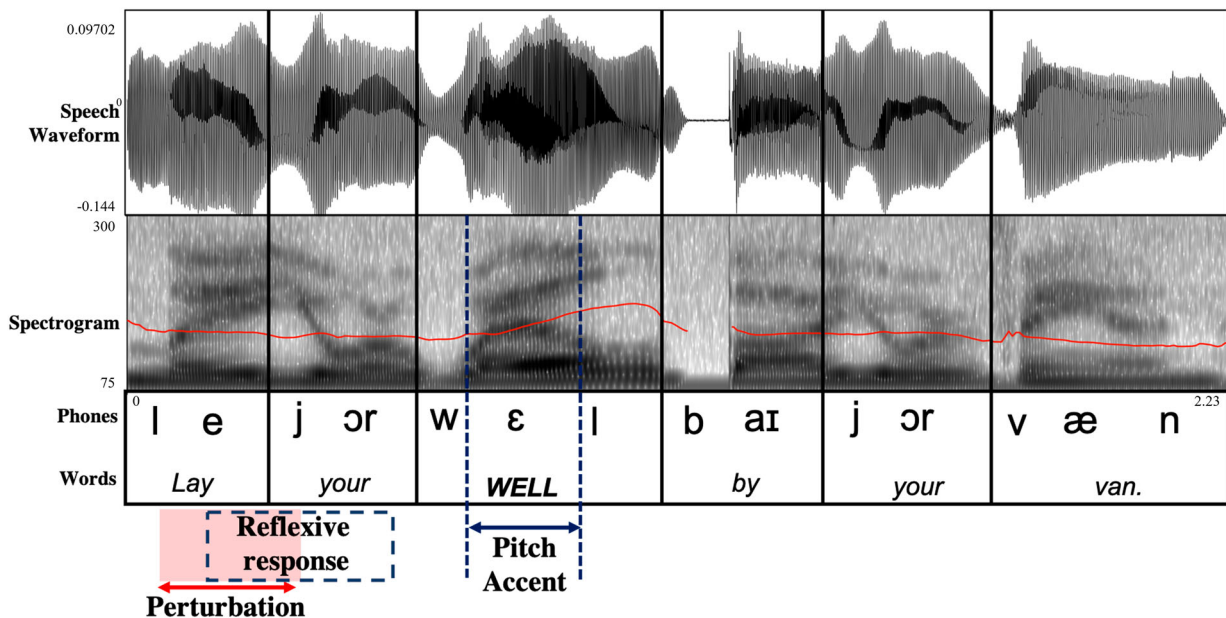 0.09702
Speech 0
Waveform
-0.144
300
Spectrogram
75
0 2.23
Phones l e j ɔr w ɛ l b aɪ j ɔr v æ n
Words Lay your WELL by your van.
Reflexive
response
Pitch
Accent
Perturbation